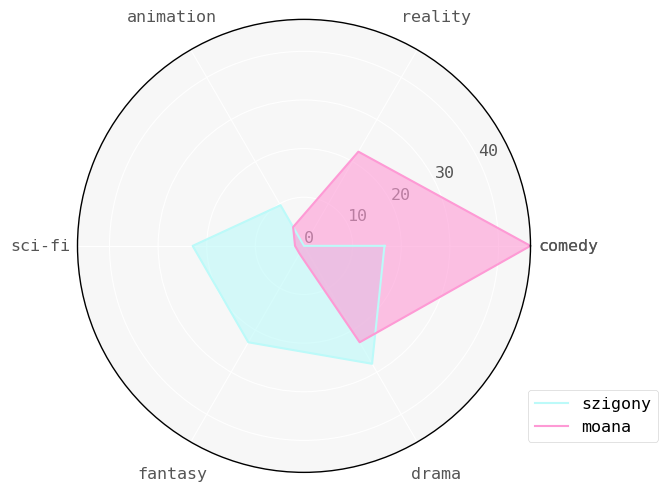 animation
reality
40
30
20
10
0
sci-fi
comedy
fantasy
drama
szigony
moana